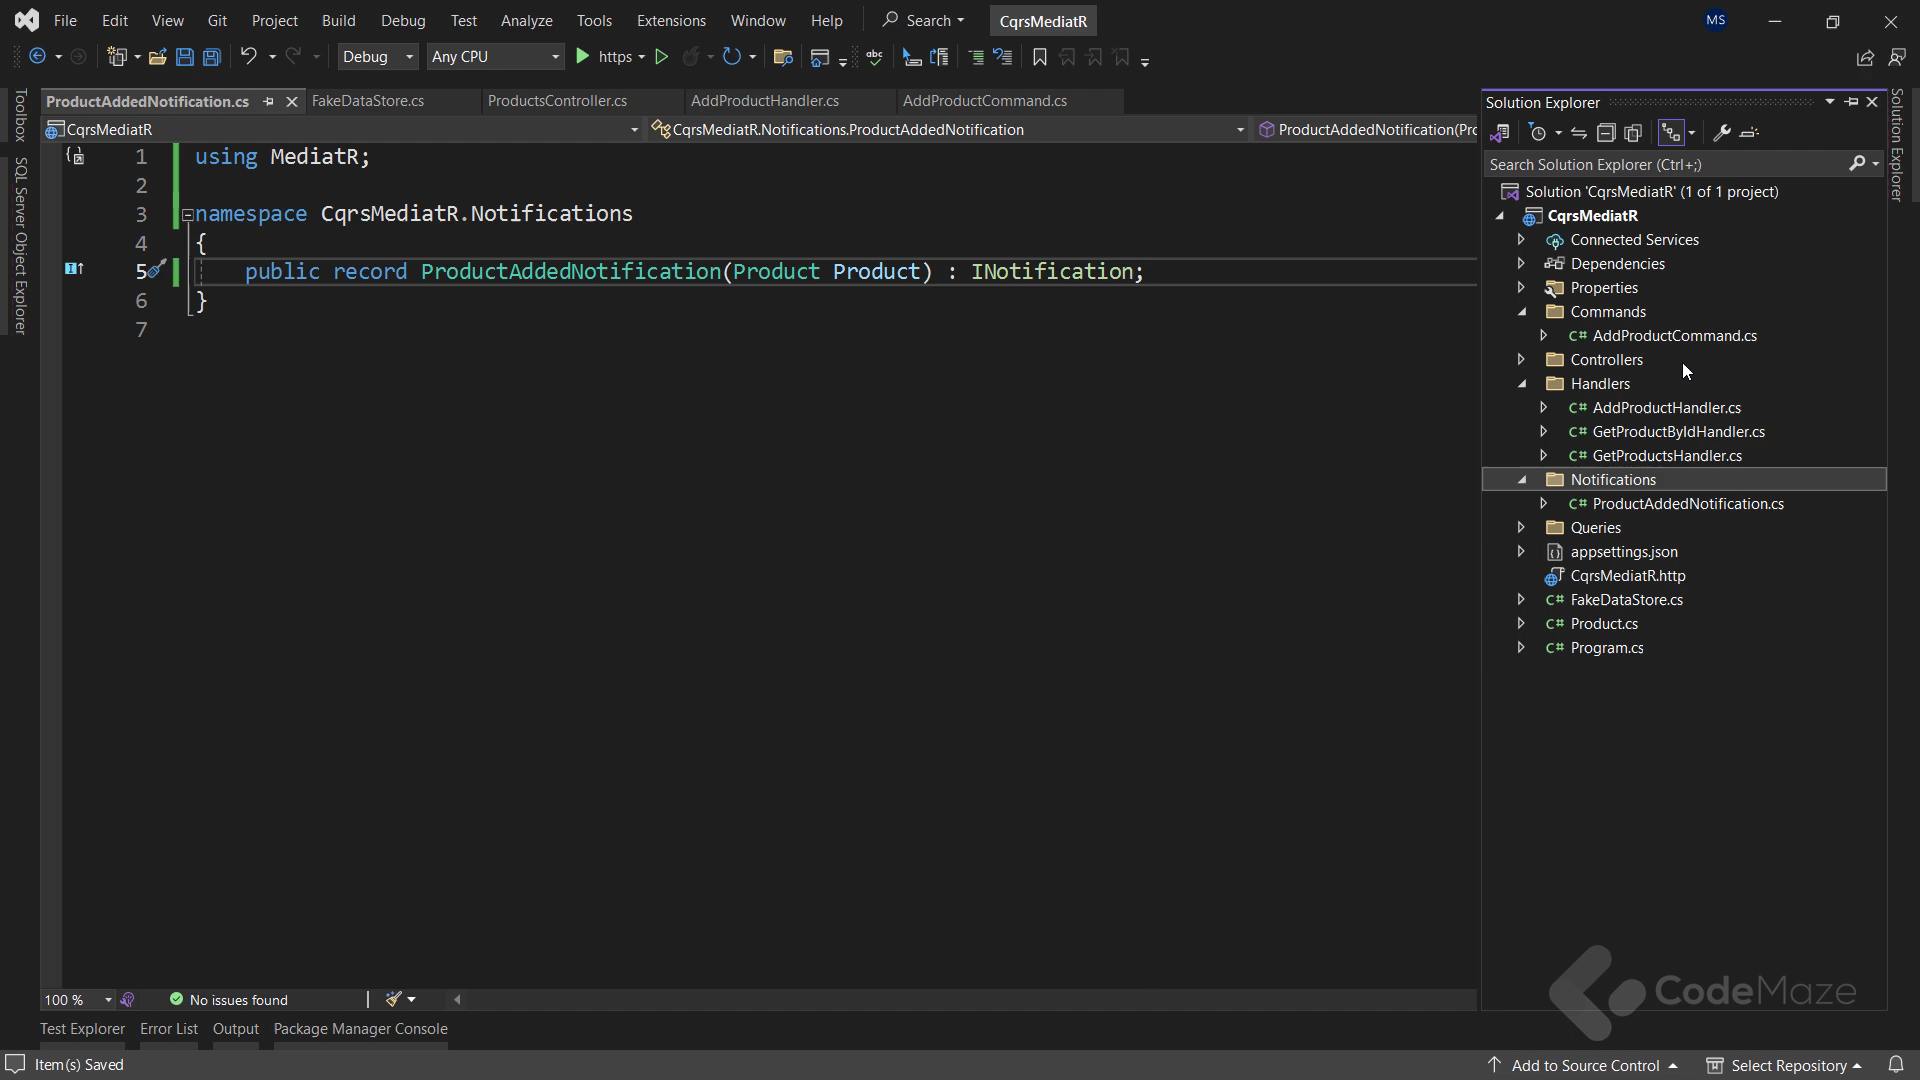 File Edit View Git Project Build Debug Test Analyze Tools Extensions Window Help Search CqrsMediatR MS
Debug Any CPU https
ProductAddedNotification.cs FakeDataStore.cs ProductsController.cs AddProductHandler.cs AddProductCommand.cs
CqrsMediatR CqrsMediatR.Notifications.ProductAddedNotification ProductAddedNotification(Prc
Toolbox
SQL Server Object Explorer
1 using MediatR;
2
3 namespace CqrsMediatR.Notifications
4 {
5 public record ProductAddedNotification(Product Product) : INotification;
6 }
7
Solution Explorer
Solution Explorer
Search Solution Explorer (Ctrl+;)
Solution 'CqrsMediatR' (1 of 1 project)
CqrsMediatR
Connected Services
Dependencies
Properties
Commands
C# AddProductCommand.cs
Controllers
Handlers
C# AddProductHandler.cs
C# GetProductByIdHandler.cs
C# GetProductsHandler.cs
Notifications
C# ProductAddedNotification.cs
Queries
appsettings.json
CqrsMediatR.http
C# FakeDataStore.cs
C# Product.cs
C# Program.cs
CodeMaze
100 % No issues found
Test Explorer Error List Output Package Manager Console
Item(s) Saved Add to Source Control Select Repository